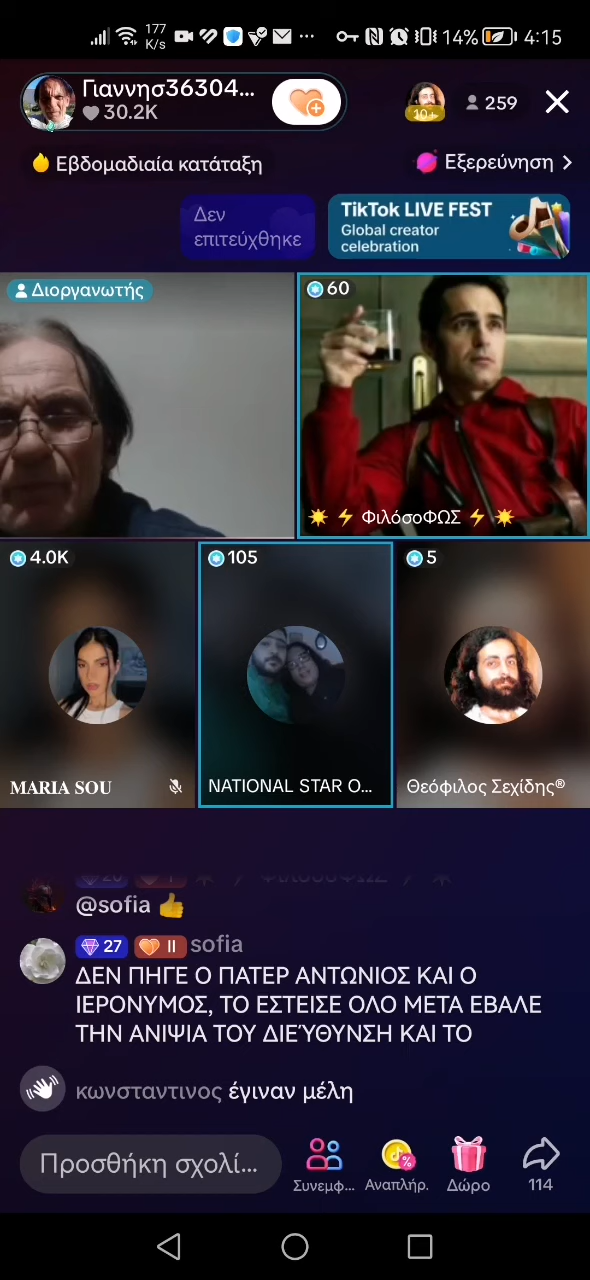 177
K/s
14%
4:15
Γιαννησ36304...
30.2K
10+
259
Εβδομαδιαία κατάταξη
Εξερεύνηση
Δεν
επιτεύχθηκε
TikTok LIVE FEST
Global creator
celebration
Διοργανωτής
60
ΦιλόσοΦΩΣ
4.0K
105
5
MARIA SOU
NATIONAL STAR O...
Θεόφιλος Σεχίδης®
@sofia
27
II
sofia
ΔΕΝ ΠΗΓΕ Ο ΠΑΤΕΡ ΑΝΤΩΝΙΟΣ ΚΑΙ Ο
ΙΕΡΟΝΥΜΟΣ, ΤΟ ΕΣΤΕΙΣΕ ΟΛΟ ΜΕΤΑ ΕΒΑΛΕ
ΤΗΝ ΑΝΙΨΙΑ ΤΟΥ ΔΙΕΎΘΥΝΣΗ ΚΑΙ ΤΟ
κωνσταντινος έγιναν μέλη
Προσθήκη σχολί...
Συνεμφ...
Αναπλήρ.
Δώρο
114